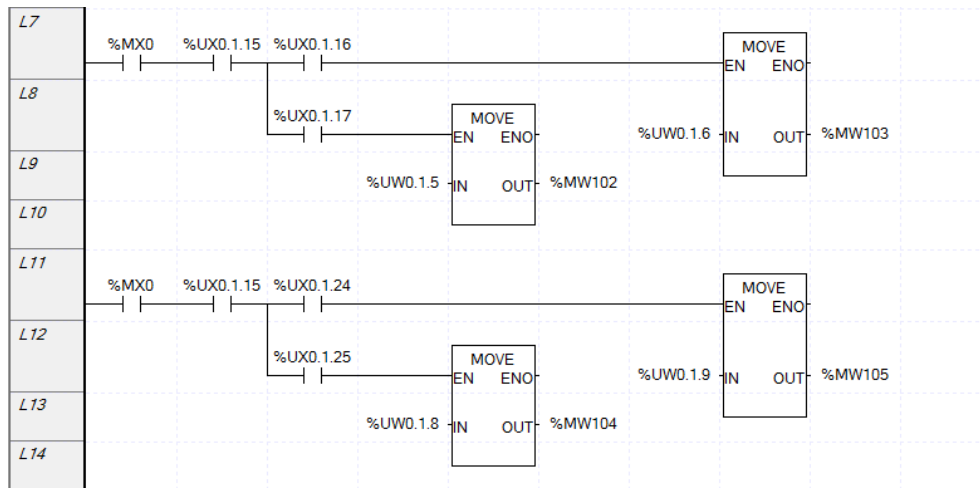 L7
%MX0 %UX0.1.15 %UX0.1.16
MOVE
EN ENO
L8
%UX0.1.17
MOVE
EN ENO
%UW0.1.6 IN OUT %MW103
L9
%UW0.1.5 IN OUT %MW102
L10
L11
%MX0 %UX0.1.15 %UX0.1.24
MOVE
EN ENO
L12
%UX0.1.25
MOVE
EN ENO
%UW0.1.9 IN OUT %MW105
L13
%UW0.1.8 IN OUT %MW104
L14